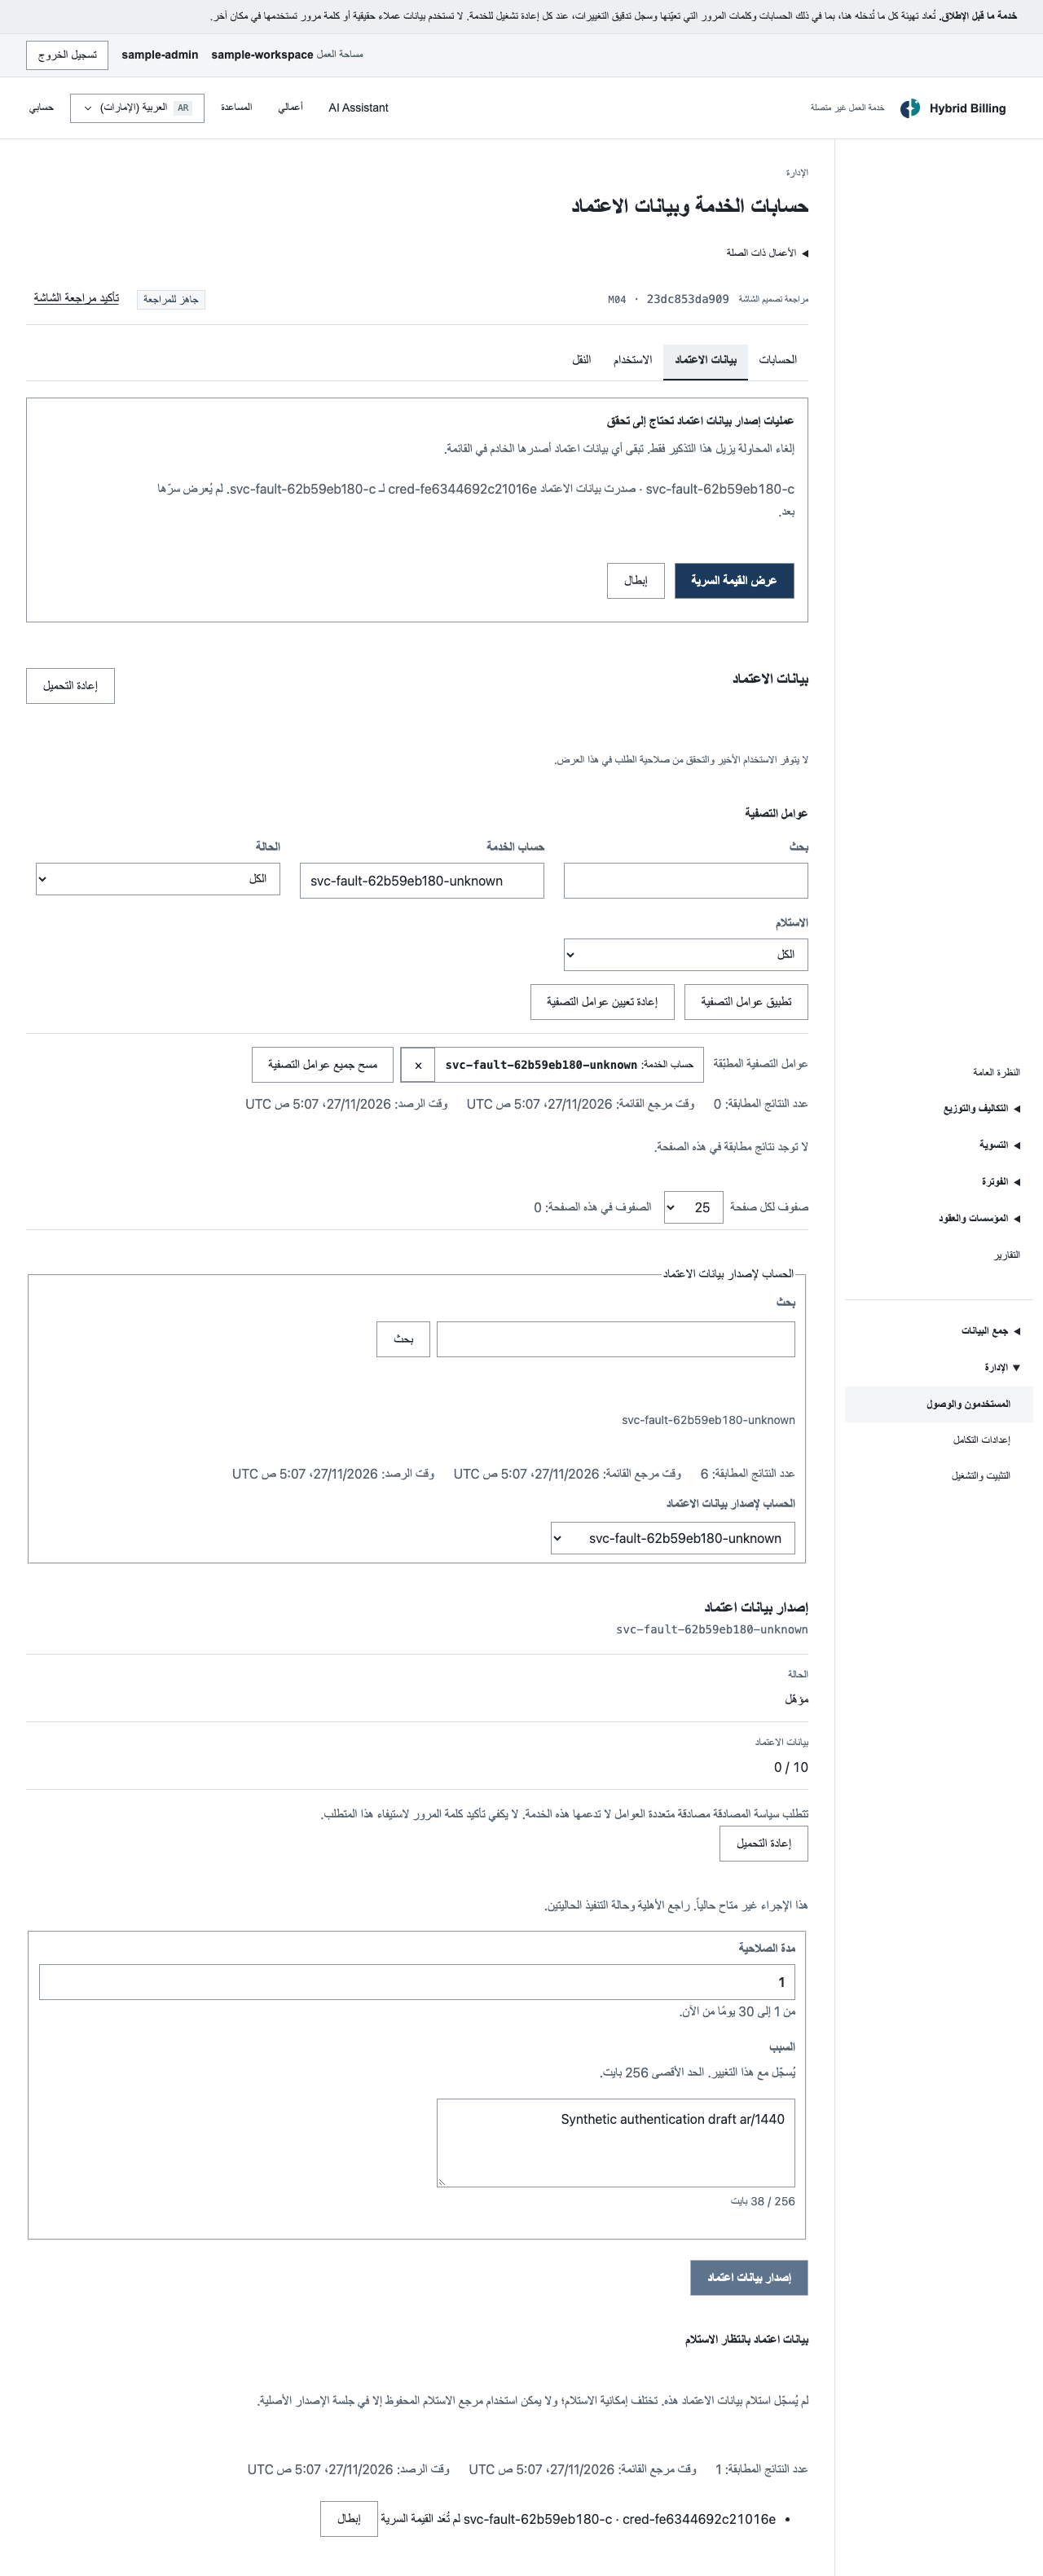 خدمة ما قبل الإطلاق. تُعاد تهيئة كل ما تُدخله هنا، بما في ذلك الحسابات وكلمات المرور التي تعيّنها وسجل تدقيق التغييرات، عند كل إعادة تشغيل للخدمة. لا تستخدم بيانات عملاء حقيقية أو كلمة مرور تستخدمها في مكان آخر.
مساحة العمل sample-workspace sample-admin تسجيل الخروج
Hybrid Billing خدمة العمل غير متصلة AI Assistant أعمالي المساعدة AR العربية (الإمارات) حسابي
الإدارة
حسابات الخدمة وبيانات الاعتماد
الأعمال ذات الصلة
مراجعة تصميم الشاشة M04 · 23dc853da909 جاهز للمراجعة تأكيد مراجعة الشاشة
الحسابات بيانات الاعتماد الاستخدام النقل
عمليات إصدار بيانات اعتماد تحتاج إلى تحقق
إلغاء المحاولة يزيل هذا التذكير فقط. تبقى أي بيانات اعتماد أصدرها الخادم في القائمة.
svc-fault-62b59eb180-c · صدرت بيانات الاعتماد cred-fe6344692c21016e لـ svc-fault-62b59eb180-c. لم يُعرض سرّها
بعد.
عرض القيمة السرية إبطال
بيانات الاعتماد إعادة التحميل
لا يتوفر الاستخدام الأخير والتحقق من صلاحية الطلب في هذا العرض.
عوامل التصفية
بحث حساب الخدمة الحالة
svc-fault-62b59eb180-unknown الكل
الاستلام
الكل
تطبيق عوامل التصفية إعادة تعيين عوامل التصفية
عوامل التصفية المطبّقة حساب الخدمة: svc-fault-62b59eb180-unknown × مسح جميع عوامل التصفية
عدد النتائج المطابقة: 0 وقت مرجع القائمة: 27/11/2026، 5:07 ص UTC وقت الرصد: 27/11/2026، 5:07 ص UTC
لا توجد نتائج مطابقة في هذه الصفحة.
صفوف لكل صفحة 25 الصفوف في هذه الصفحة: 0
الحساب لإصدار بيانات الاعتماد
بحث
بحث
svc-fault-62b59eb180-unknown
عدد النتائج المطابقة: 6 وقت مرجع القائمة: 27/11/2026، 5:07 ص UTC وقت الرصد: 27/11/2026، 5:07 ص UTC
الحساب لإصدار بيانات الاعتماد
svc-fault-62b59eb180-unknown
إصدار بيانات اعتماد
svc-fault-62b59eb180-unknown
الحالة
مؤهّل
بيانات الاعتماد
0 / 10
تتطلب سياسة المصادقة مصادقة متعددة العوامل لا تدعمها هذه الخدمة. لا يكفي تأكيد كلمة المرور لاستيفاء هذا المتطلب.
إعادة التحميل
هذا الإجراء غير متاح حالياً. راجع الأهلية وحالة التنفيذ الحاليتين.
مدة الصلاحية
1
من 1 إلى 30 يومًا من الآن.
السبب
يُسجّل مع هذا التغيير. الحد الأقصى 256 بايت.
Synthetic authentication draft ar/1440
38 / 256 بايت
إصدار بيانات اعتماد
بيانات اعتماد بانتظار الاستلام
لم يُسجّل استلام بيانات الاعتماد هذه. تختلف إمكانية الاستلام؛ ولا يمكن استخدام مرجع الاستلام المحفوظ إلا في جلسة الإصدار الأصلية.
عدد النتائج المطابقة: 1 وقت مرجع القائمة: 27/11/2026، 5:07 ص UTC وقت الرصد: 27/11/2026، 5:07 ص UTC
• svc-fault-62b59eb180-c · cred-fe6344692c21016e لم تُعَد القيمة السرية إبطال
النظرة العامة
التكاليف والتوزيع
التسوية
الفوترة
المؤسسات والعقود
التقارير
جمع البيانات
الإدارة
المستخدمون والوصول
إعدادات التكامل
التثبيت والتشغيل